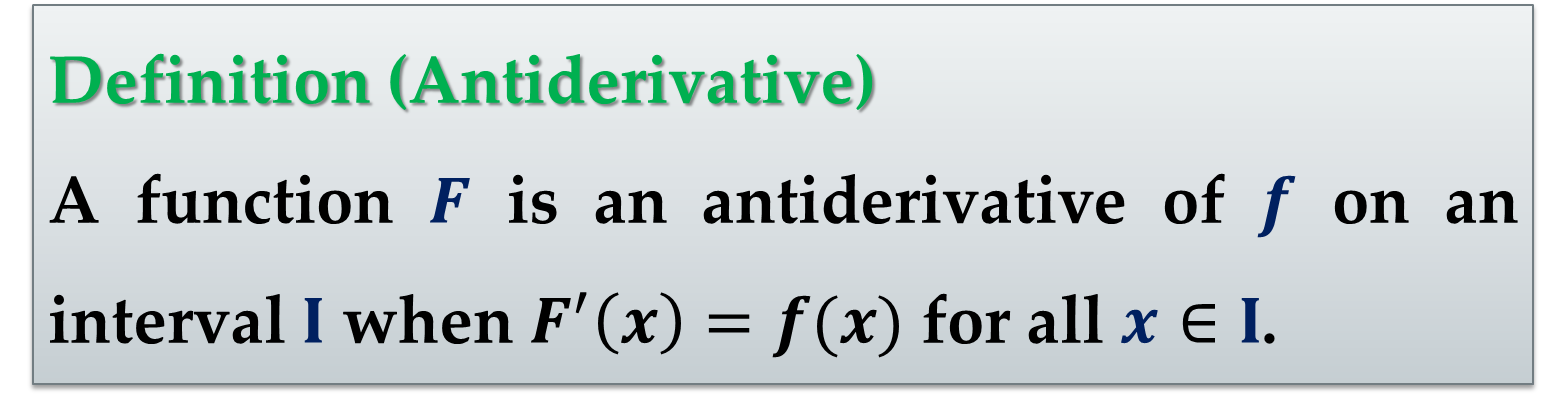 Definition (Antiderivative)
A function F is an antiderivative of f on an
interval I when F′(x) = f(x) for all x ∈ I.